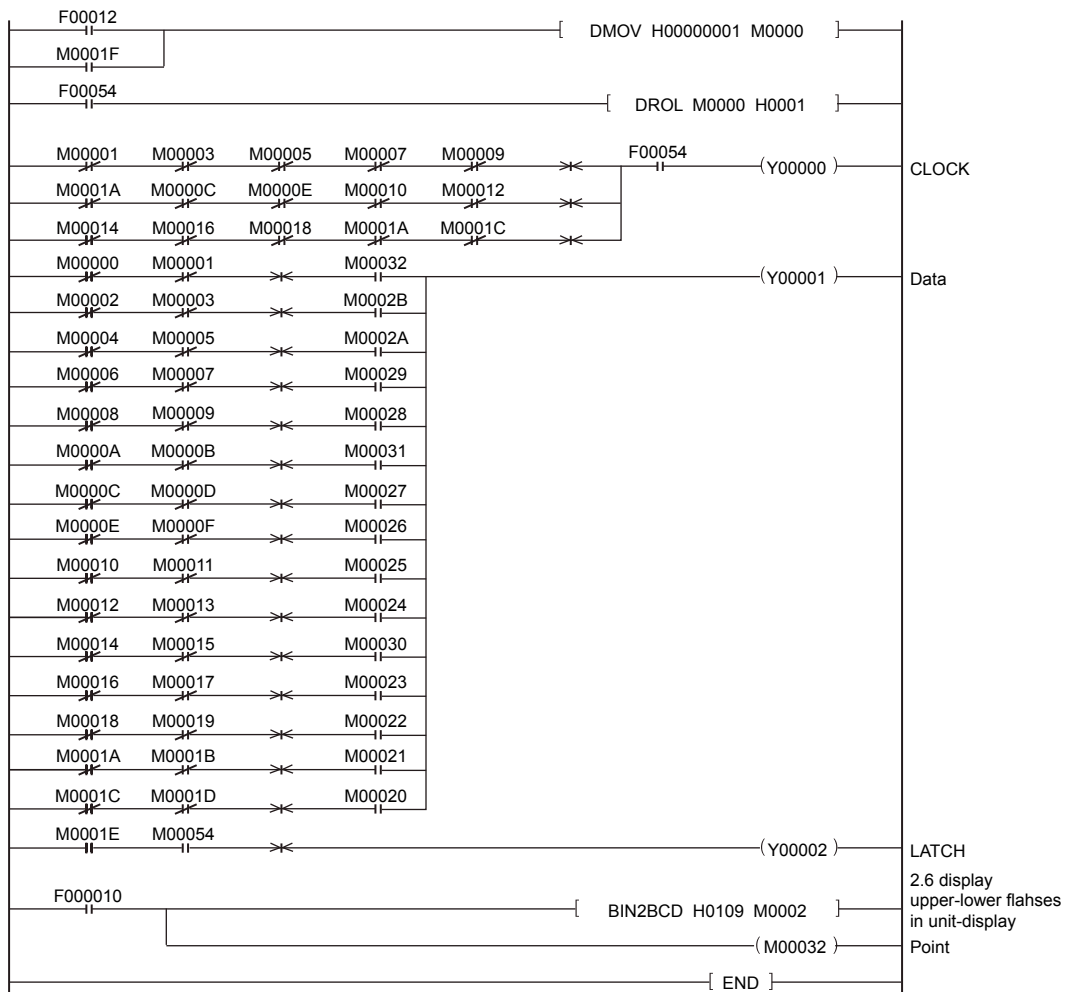 F00012
[ DMOV H00000001 M0000 ]
M0001F
F00054
[ DROL M0000 H0001 ]
M00001 M00003 M00005 M00007 M00009 F00054 (Y00000) CLOCK
M0001A M0000C M0000E M00010 M00012
M00014 M00016 M00018 M0001A M0001C
M00000 M00001 M00032 (Y00001) Data
M00002 M00003 M0002B
M00004 M00005 M0002A
M00006 M00007 M00029
M00008 M00009 M00028
M0000A M0000B M00031
M0000C M0000D M00027
M0000E M0000F M00026
M00010 M00011 M00025
M00012 M00013 M00024
M00014 M00015 M00030
M00016 M00017 M00023
M00018 M00019 M00022
M0001A M0001B M00021
M0001C M0001D M00020
M0001E M00054 (Y00002) LATCH
F000010
[ BIN2BCD H0109 M0002 ]
2.6 display
upper-lower flahses
in unit-display
(M00032) Point
[ END ]